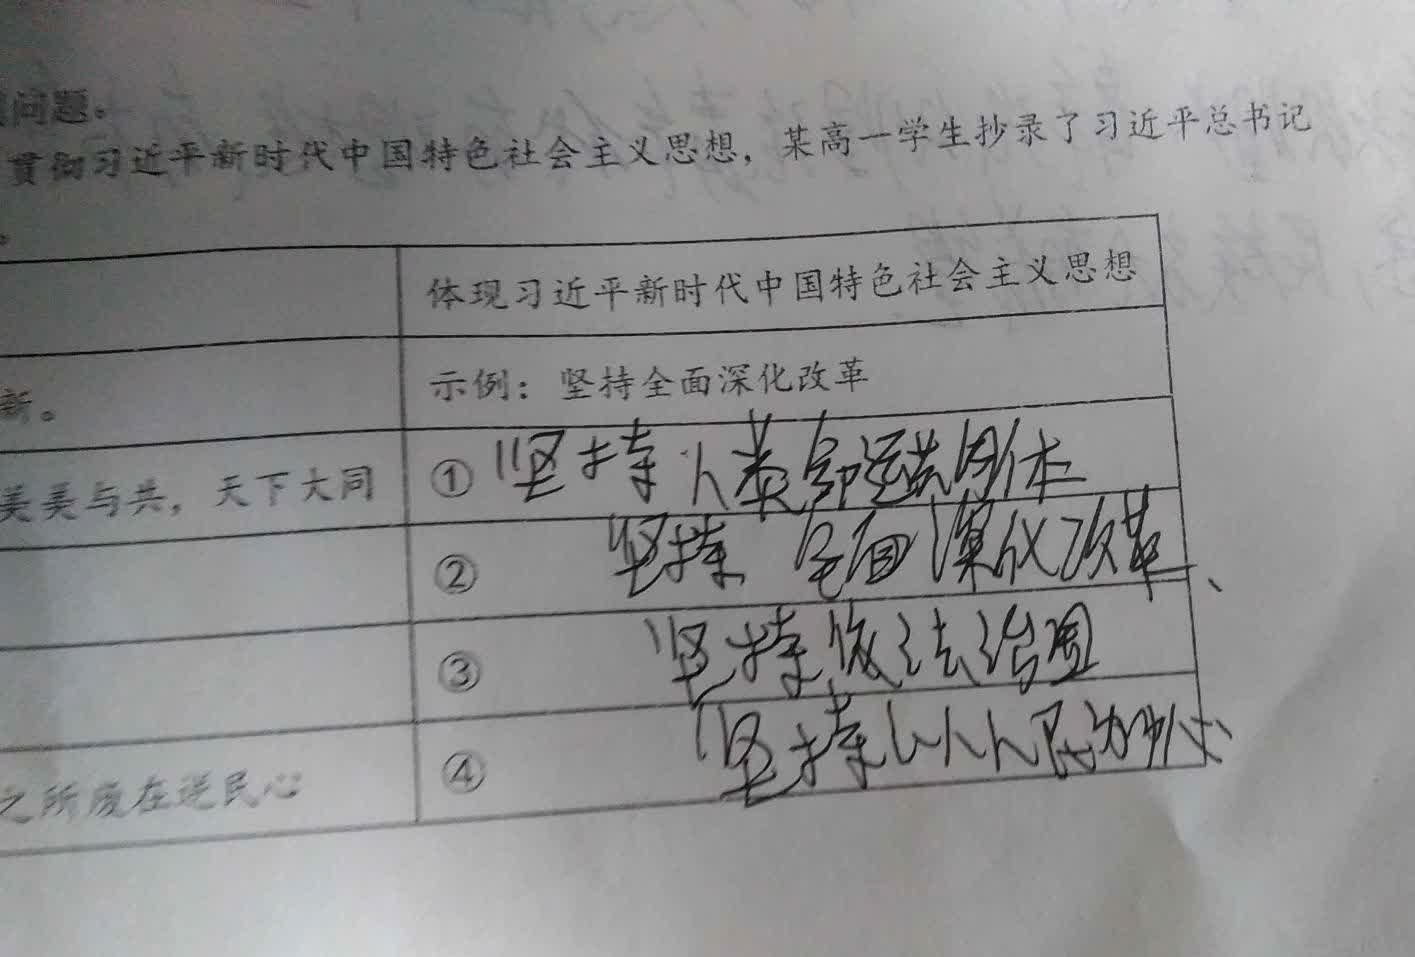 问题。
贯彻习近平新时代中国特色社会主义思想，某高一学生抄录了习近平总书记
。
体现习近平新时代中国特色社会主义思想
新。
示例：坚持全面深化改革
美美与共，天下大同
① 坚持人类命运共同体
② 坚持全面深化改革、
③ 坚持依法治国
之所废在逆民心
④ 坚持以人民为中心